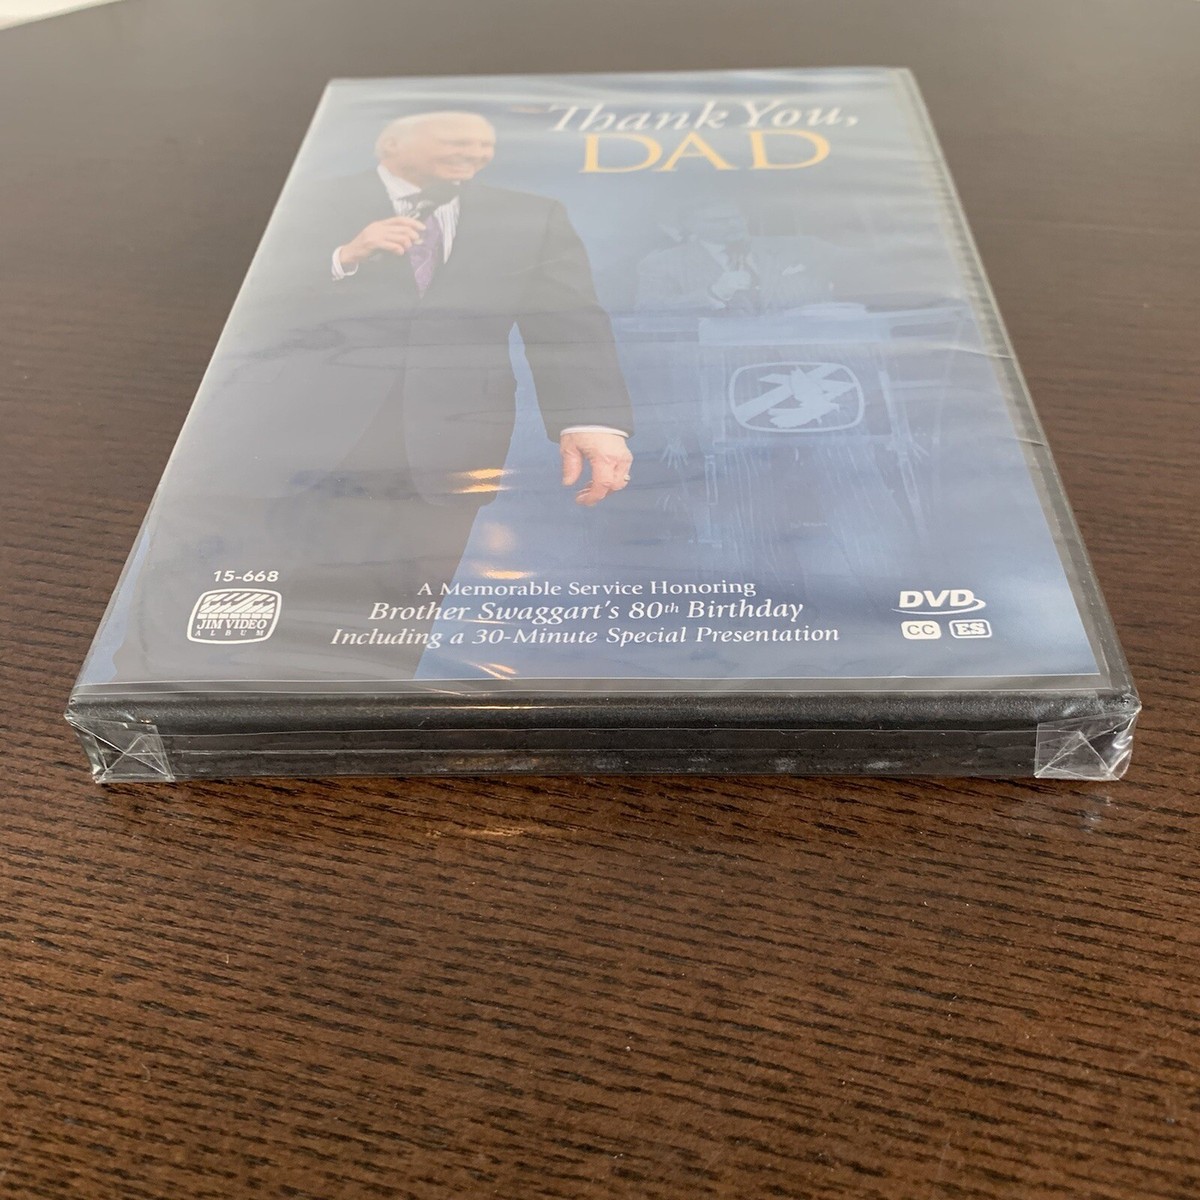 Thank You,
DAD
15-668
JIM VIDEO
ALBUM
A Memorable Service Honoring
Brother Swaggart's 80th Birthday
Including a 30-Minute Special Presentation
DVD
CC ES